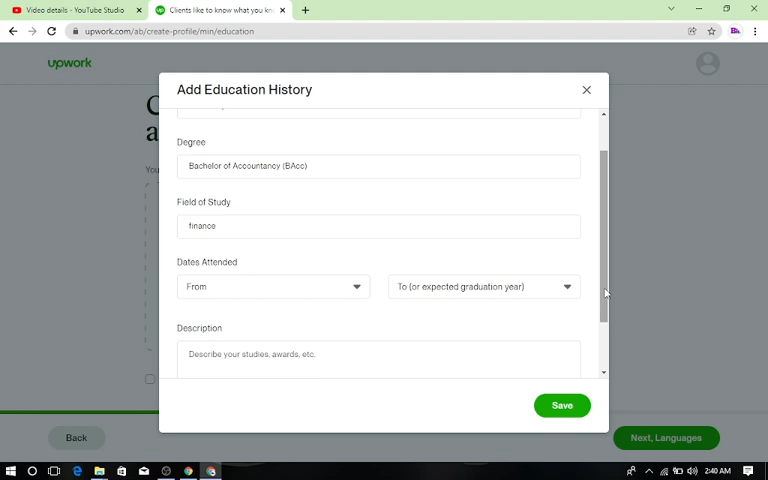 Video details - YouTube Studio
Clients like to know what you kn
upwork.com/ab/create-profile/min/education
upwork
Add Education History
You
Degree
Bachelor of Accountancy (BAcc)
Field of Study
finance
Dates Attended
From
To (or expected graduation year)
Description
Describe your studies, awards, etc.
Save
Back
Next, Languages
2:40 AM